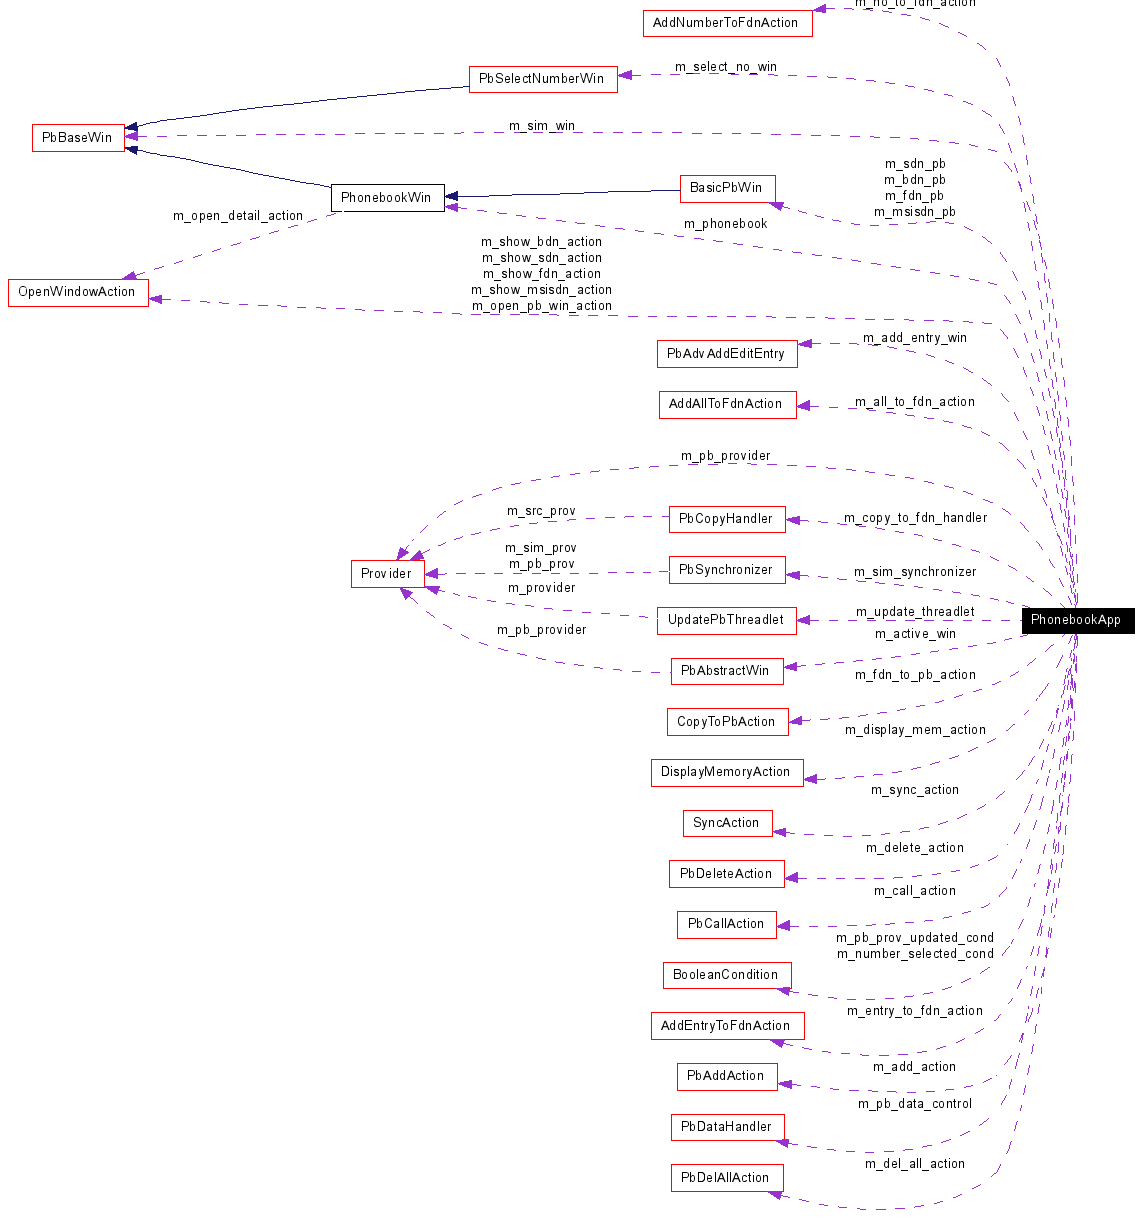 m_no_to_fdn_action
AddNumberToFdnAction
m_select_no_win
PbSelectNumberWin
m_sim_win
PbBaseWin
m_sdn_pb
m_bdn_pb
m_fdn_pb
m_msisdn_pb
BasicPbWin
PhonebookWin
m_open_detail_action
m_phonebook
m_show_bdn_action
m_show_sdn_action
m_show_fdn_action
m_show_msisdn_action
m_open_pb_win_action
OpenWindowAction
m_add_entry_win
PbAdvAddEditEntry
AddAllToFdnAction
m_all_to_fdn_action
m_pb_provider
m_src_prov
PbCopyHandler
m_copy_to_fdn_handler
m_sim_prov
m_pb_prov
Provider
PbSynchronizer
m_sim_synchronizer
m_provider
UpdatePbThreadlet
m_update_threadlet
PhonebookApp
m_pb_provider
m_active_win
PbAbstractWin
m_fdn_to_pb_action
CopyToPbAction
m_display_mem_action
DisplayMemoryAction
m_sync_action
SyncAction
m_delete_action
PbDeleteAction
m_call_action
PbCallAction
m_pb_prov_updated_cond
m_number_selected_cond
BooleanCondition
m_entry_to_fdn_action
AddEntryToFdnAction
m_add_action
PbAddAction
m_pb_data_control
PbDataHandler
m_del_all_action
PbDelAllAction